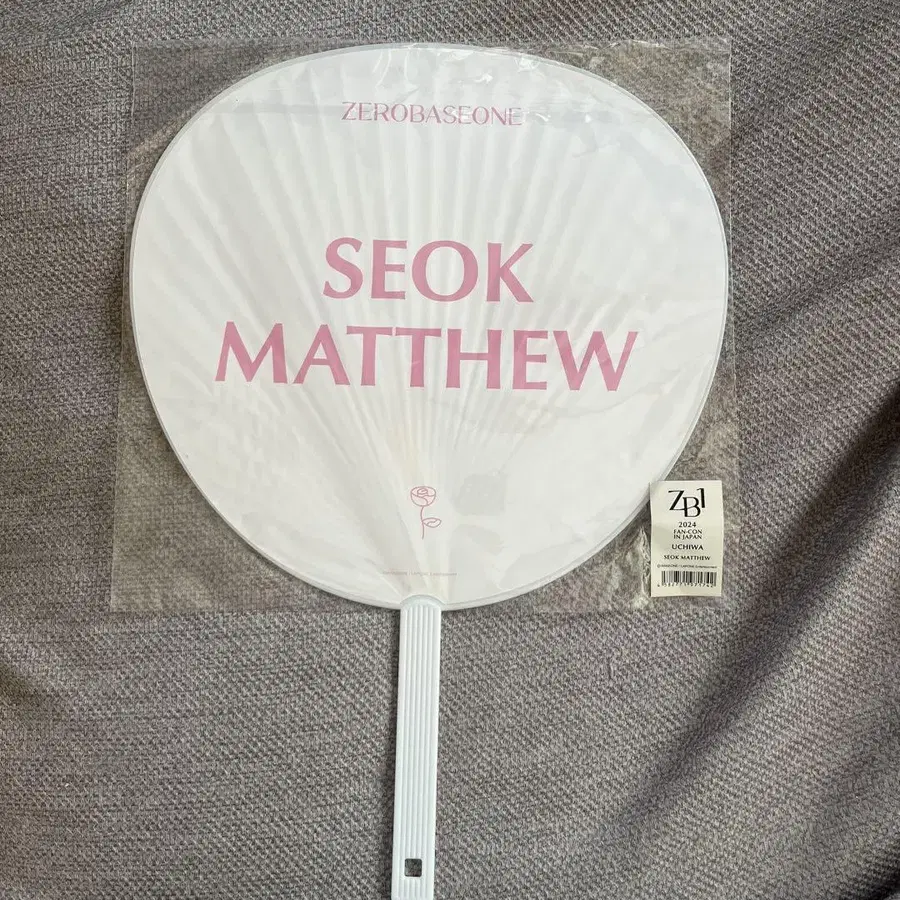 ZEROBASEONE
SEOK
MATTHEW
ZB1
2024
FAN-CON
IN JAPAN
UCHIWA
SEOK MATTHEW